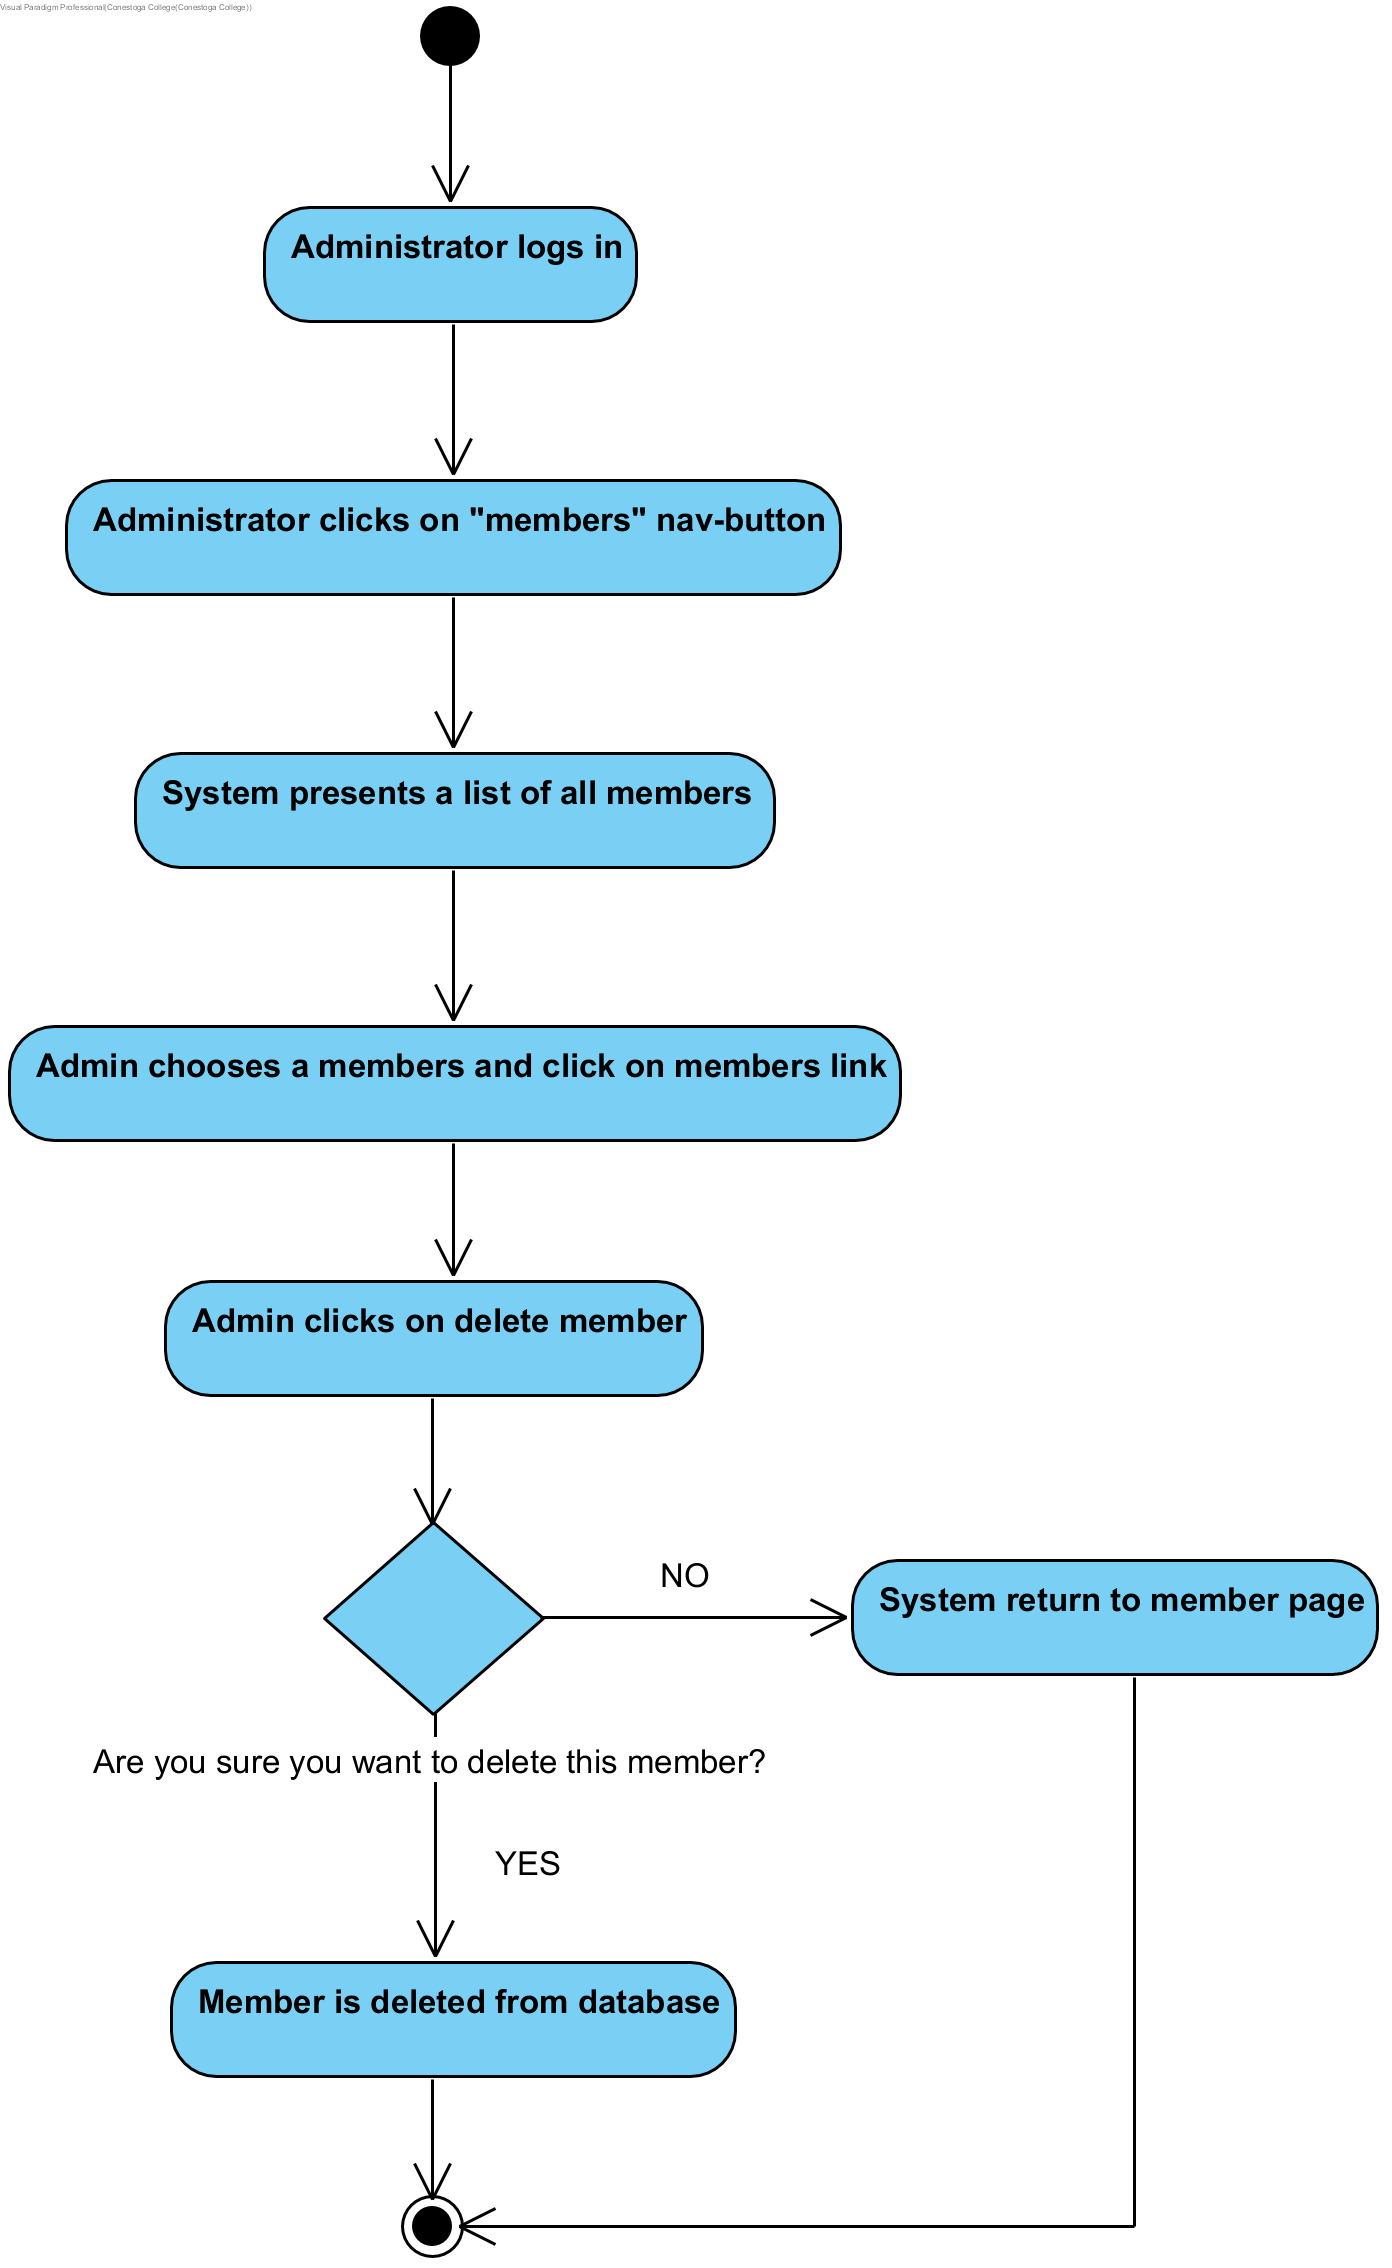 Visual Paradigm Professional(Conestoga College(Conestoga College))
Administrator logs in
Administrator clicks on "members" nav-button
System presents a list of all members
Admin chooses a members and click on members link
Admin clicks on delete member
NO
System return to member page
Are you sure you want to delete this member?
YES
Member is deleted from database